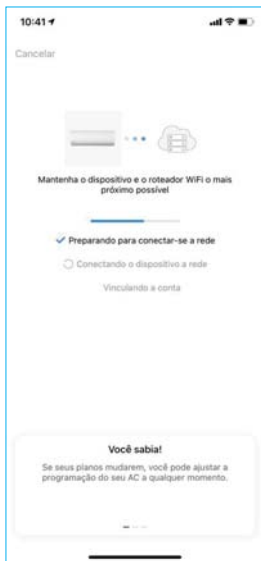 10:41
Cancelar
Mantenha o dispositivo e o roteador WiFi o mais
próximo possível
Preparando para conectar-se a rede
Conectando o dispositivo a rede
Vinculando a conta
Você sabia!
Se seus planos mudarem, você pode ajustar a
programação do seu AC a qualquer momento.